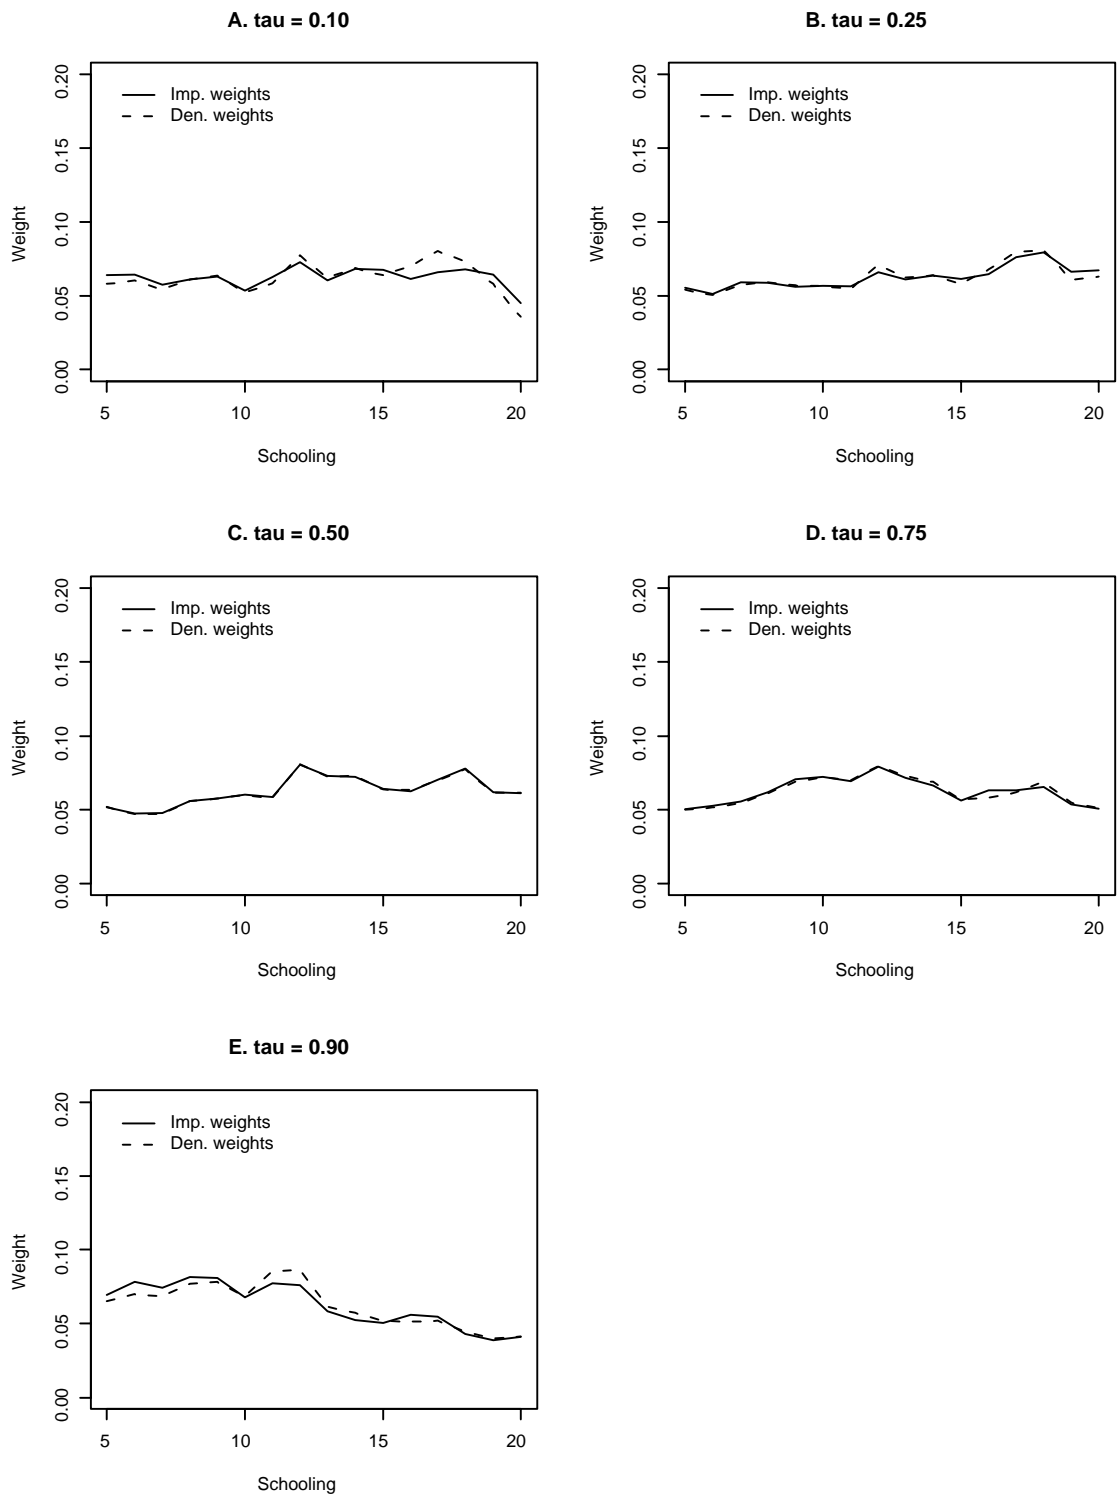 A. tau = 0.10
0.00 0.05 0.10 0.15 0.20
Weight
Imp. weights
Den. weights
5 10 15 20
Schooling
B. tau = 0.25
0.00 0.05 0.10 0.15 0.20
Weight
Imp. weights
Den. weights
5 10 15 20
Schooling
C. tau = 0.50
0.00 0.05 0.10 0.15 0.20
Weight
Imp. weights
Den. weights
5 10 15 20
Schooling
D. tau = 0.75
0.00 0.05 0.10 0.15 0.20
Weight
Imp. weights
Den. weights
5 10 15 20
Schooling
E. tau = 0.90
0.00 0.05 0.10 0.15 0.20
Weight
Imp. weights
Den. weights
5 10 15 20
Schooling